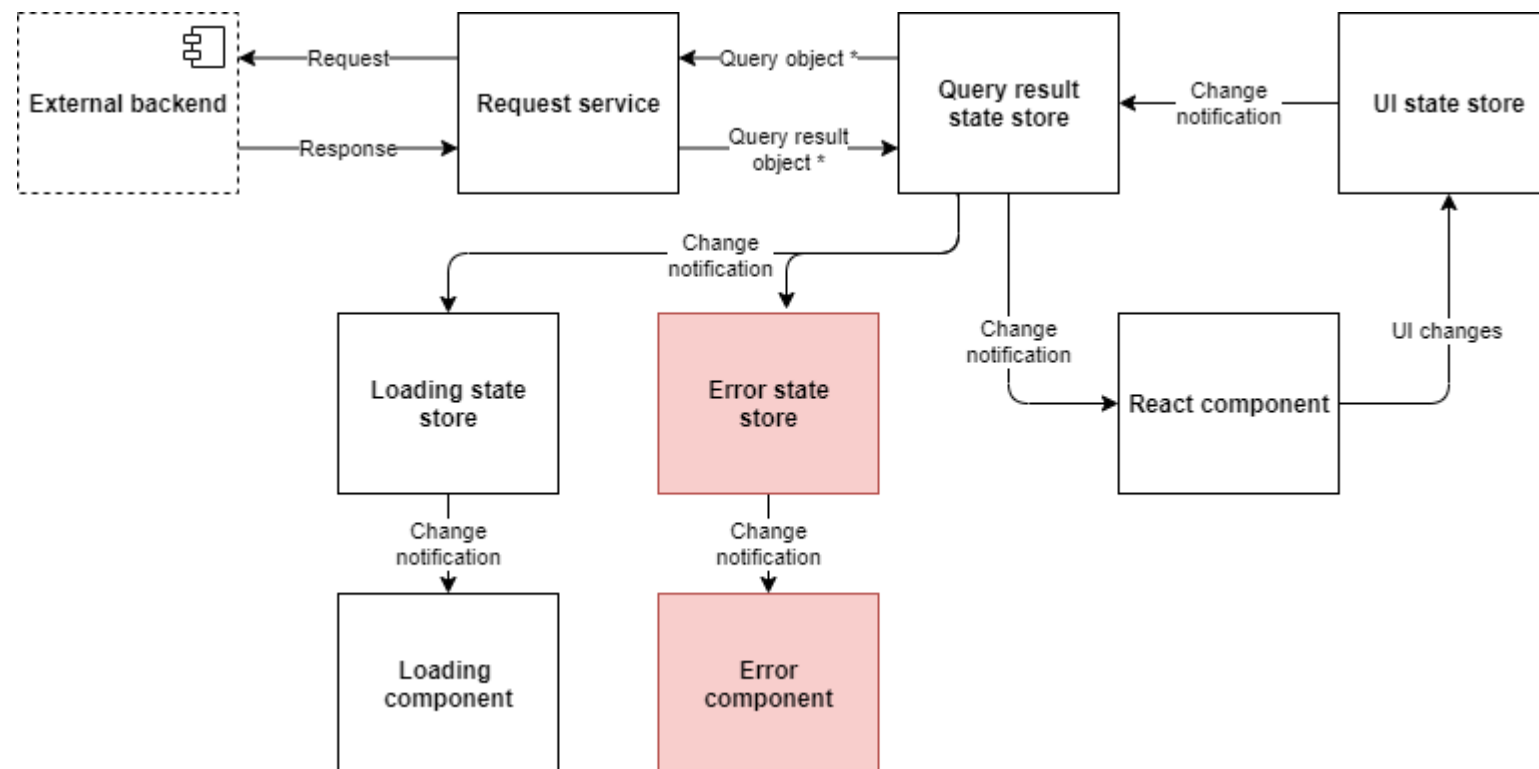 Request
Query object *
External backend
Request service
Query result
state store
Change
notification
UI state store
Response
Query result
object *
Change
notification
Change
notification
UI changes
Loading state
store
Error state
store
React component
Change
notification
Change
notification
Loading
component
Error
component